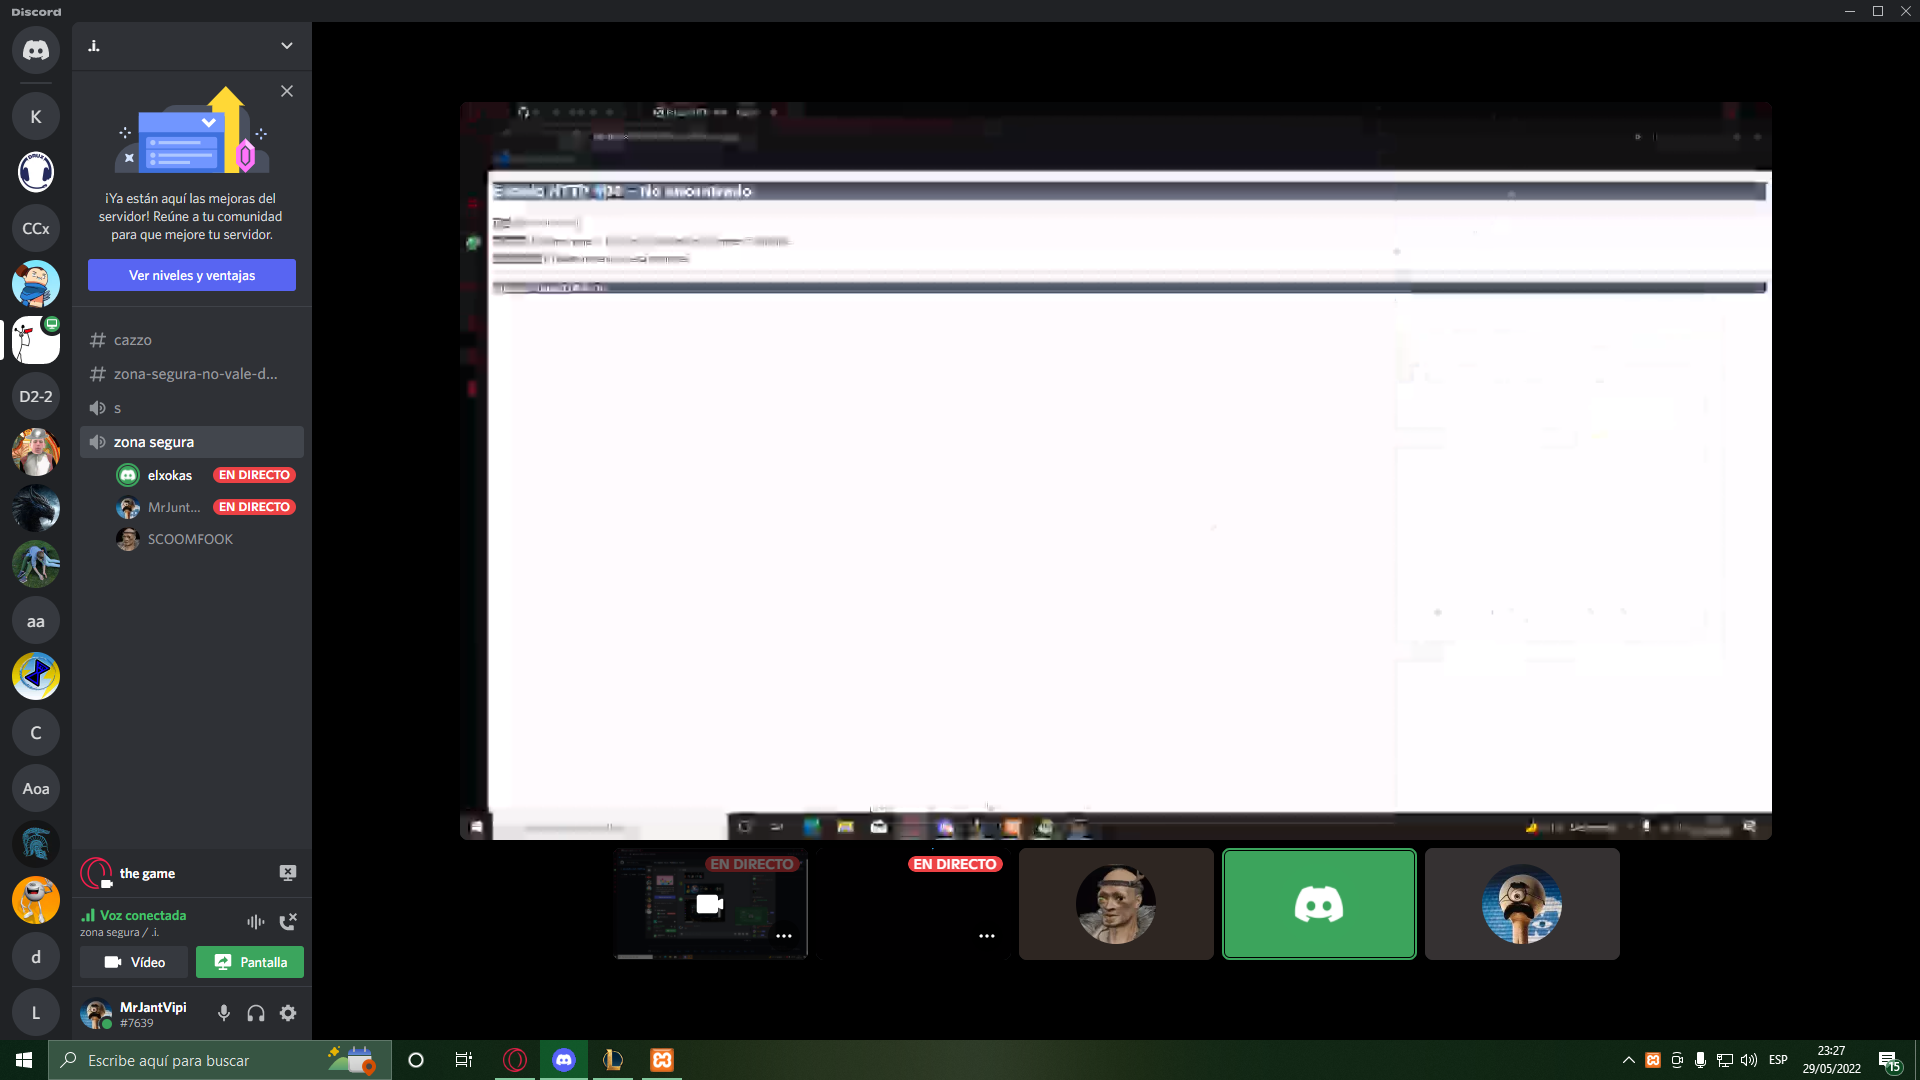 Discord
.i.
¡Ya están aquí las mejoras del
servidor! Reúne a tu comunidad
para que mejore tu servidor.
Ver niveles y ventajas
cazzo
zona-segura-no-vale-d...
s
zona segura
elxokas EN DIRECTO
MrJunt... EN DIRECTO
SCOOMFOOK
K
CCx
D2-2
aa
C
Aoa
d
L
HTTP
– No encontrado
EN DIRECTO
EN DIRECTO
the game
Voz conectada
zona segura / .i.
Vídeo
Pantalla
MrJantVipi
#7639
Escribe aquí para buscar
ESP
23:27
29/05/2022
15